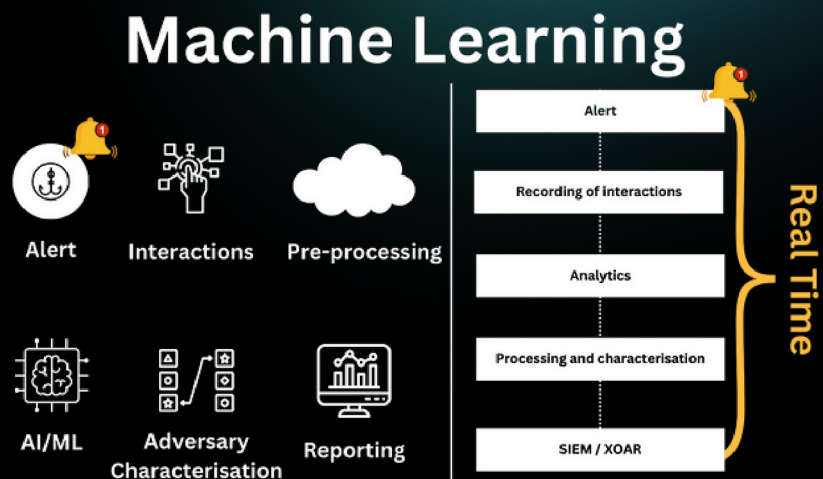 Machine Learning
1
Alert
Interactions
Pre-processing
AI/ML
Adversary
Characterisation
Reporting
1
Alert
Recording of interactions
Analytics
Processing and characterisation
SIEM / XOAR
Real Time